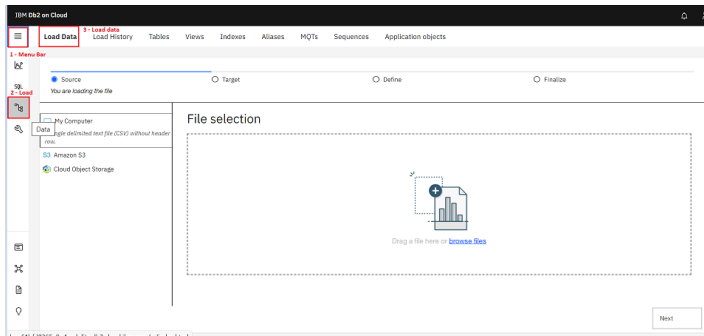 IBM Db2 on Cloud
3 - Load data
Load Data Load History Tables Views Indexes Aliases MQTs Sequences Application objects
1 - Menu Bar
Source Target Define Finalize
You are loading the file
SQL
2 - Load
My Computer
Data
single delimited text file (CSV) without header
row.
S3 Amazon S3
Cloud Object Storage
File selection
Drag a file here or browse files
Next